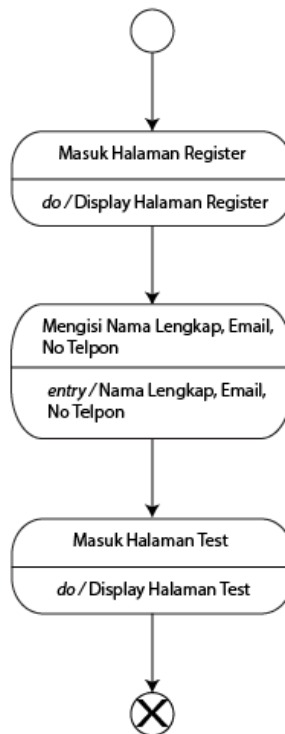 Masuk Halaman Register
do / Display Halaman Register
Mengisi Nama Lengkap, Email,
No Telpon
entry / Nama Lengkap, Email,
No Telpon
Masuk Halaman Test
do / Display Halaman Test